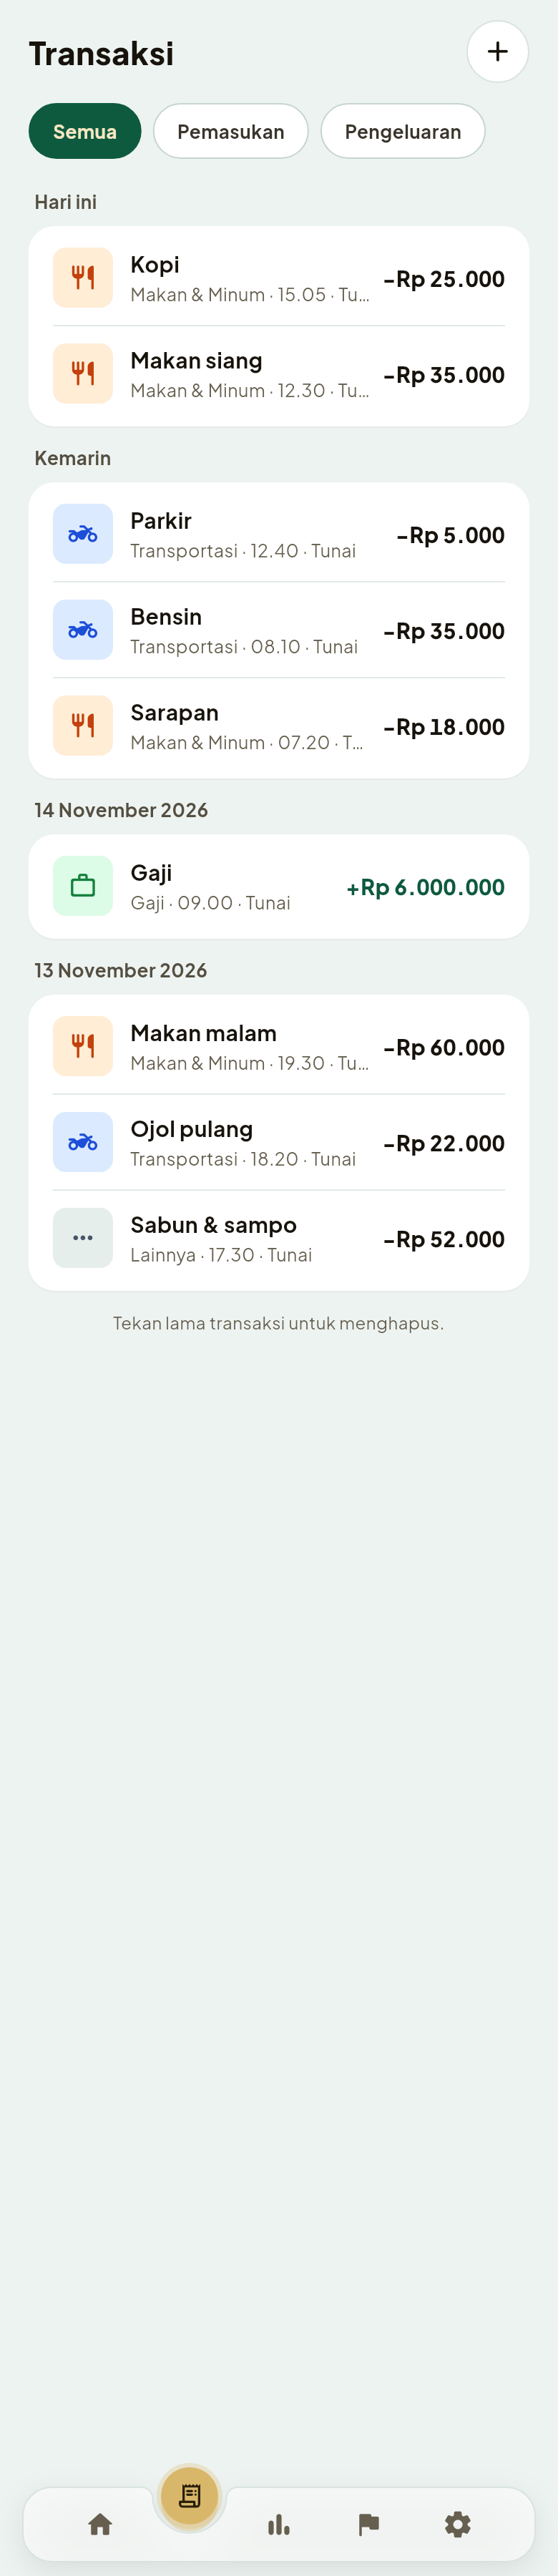 Transaksi
Semua
Pemasukan
Pengeluaran
Hari ini
Kopi
Makan & Minum · 15.05 · Tu...
-Rp 25.000
Makan siang
Makan & Minum · 12.30 · Tu...
-Rp 35.000
Kemarin
Parkir
Transportasi · 12.40 · Tunai
-Rp 5.000
Bensin
Transportasi · 08.10 · Tunai
-Rp 35.000
Sarapan
Makan & Minum · 07.20 · T...
-Rp 18.000
14 November 2026
Gaji
Gaji · 09.00 · Tunai
+Rp 6.000.000
13 November 2026
Makan malam
Makan & Minum · 19.30 · Tu...
-Rp 60.000
Ojol pulang
Transportasi · 18.20 · Tunai
-Rp 22.000
Sabun & sampo
Lainnya · 17.30 · Tunai
-Rp 52.000
Tekan lama transaksi untuk menghapus.